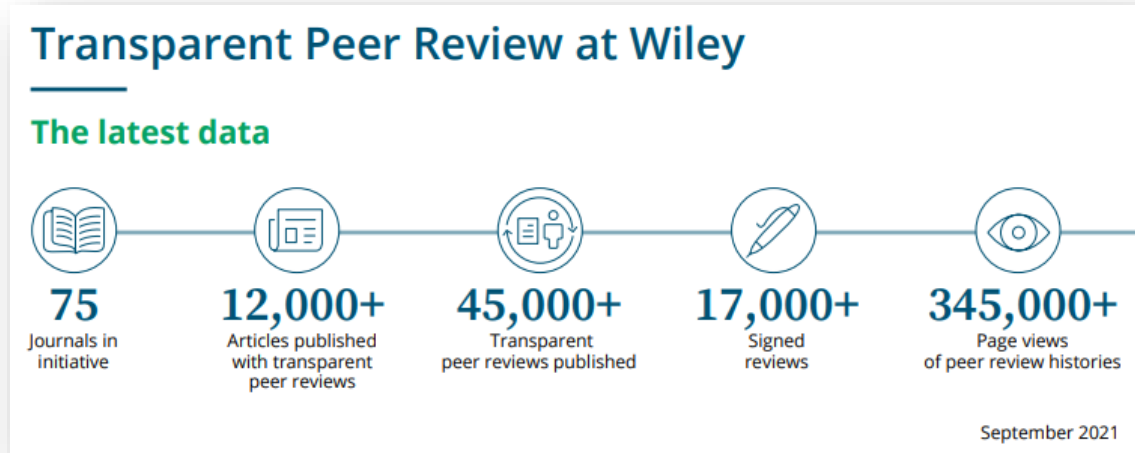 Transparent Peer Review at Wiley
The latest data
75
Journals in
initiative
12,000+
Articles published
with transparent
peer reviews
45,000+
Transparent
peer reviews published
17,000+
Signed
reviews
345,000+
Page views
of peer review histories
September 2021